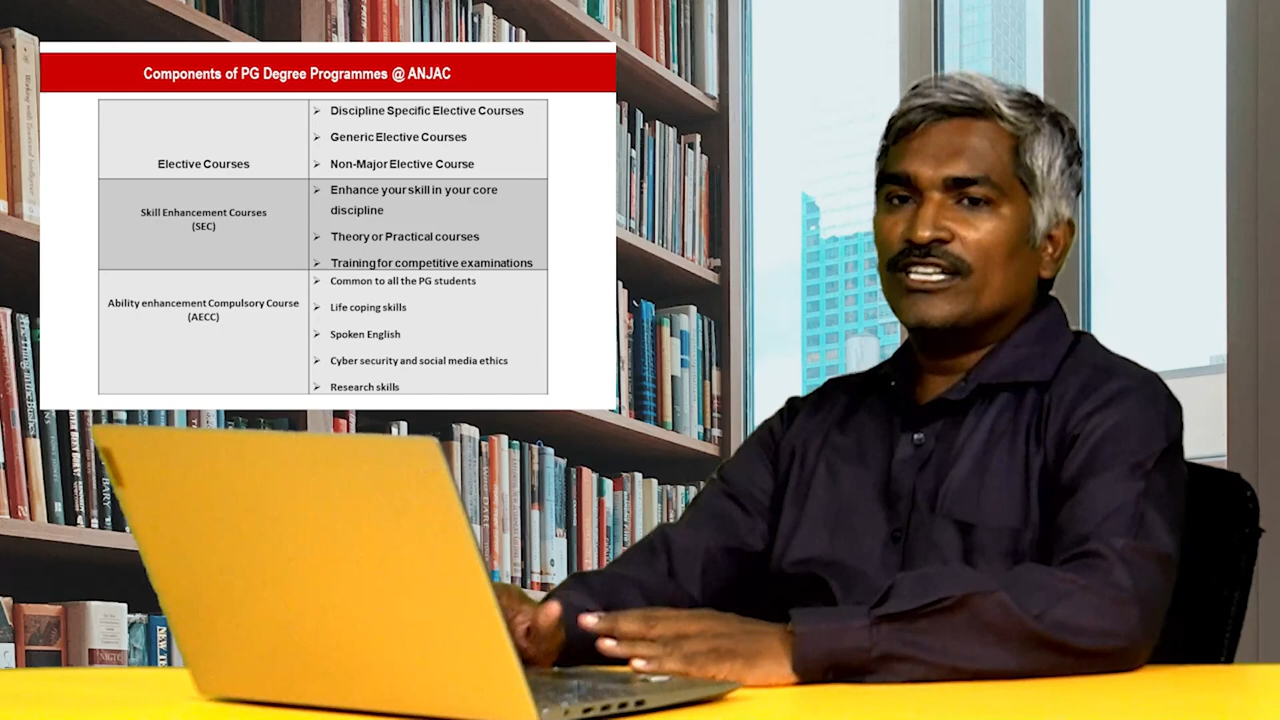 Components of PG Degree Programmes @ ANJAC
Elective Courses
➢ Discipline Specific Elective Courses
➢ Generic Elective Courses
➢ Non-Major Elective Course
Skill Enhancement Courses
(SEC)
➢ Enhance your skill in your core
discipline
➢ Theory or Practical courses
➢ Training for competitive examinations
Ability enhancement Compulsory Course
(AECC)
➢ Common to all the PG students
➢ Life coping skills
➢ Spoken English
➢ Cyber security and social media ethics
➢ Research skills